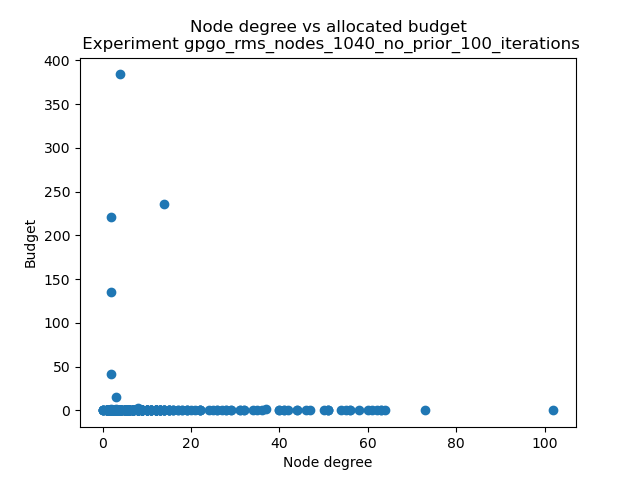 Node degree vs allocated budget
Experiment gpgo_rms_nodes_1040_no_prior_100_iterations
400
350
300
250
200
150
100
50
0
Budget
0 20 40 60 80 100
Node degree